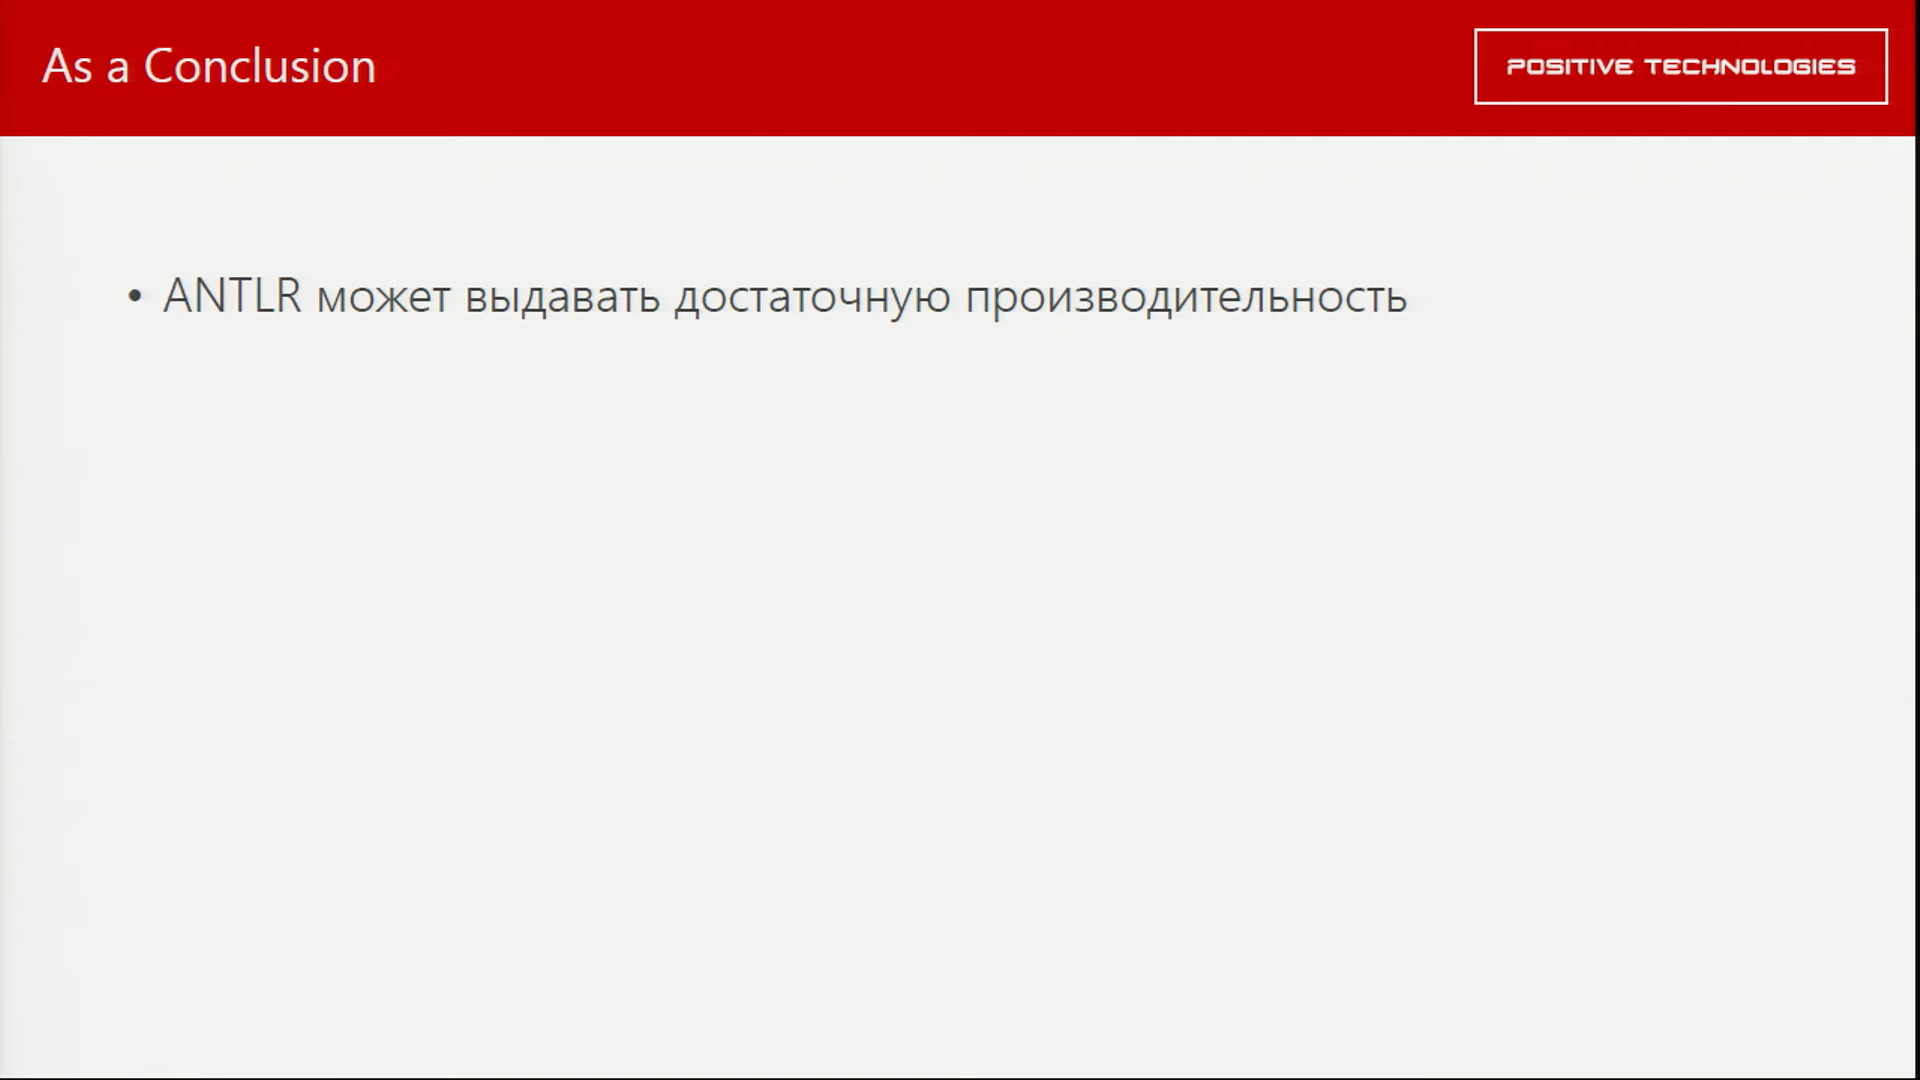 As a Conclusion
POSITIVE TECHNOLOGIES
• ANTLR может выдавать достаточную производительность